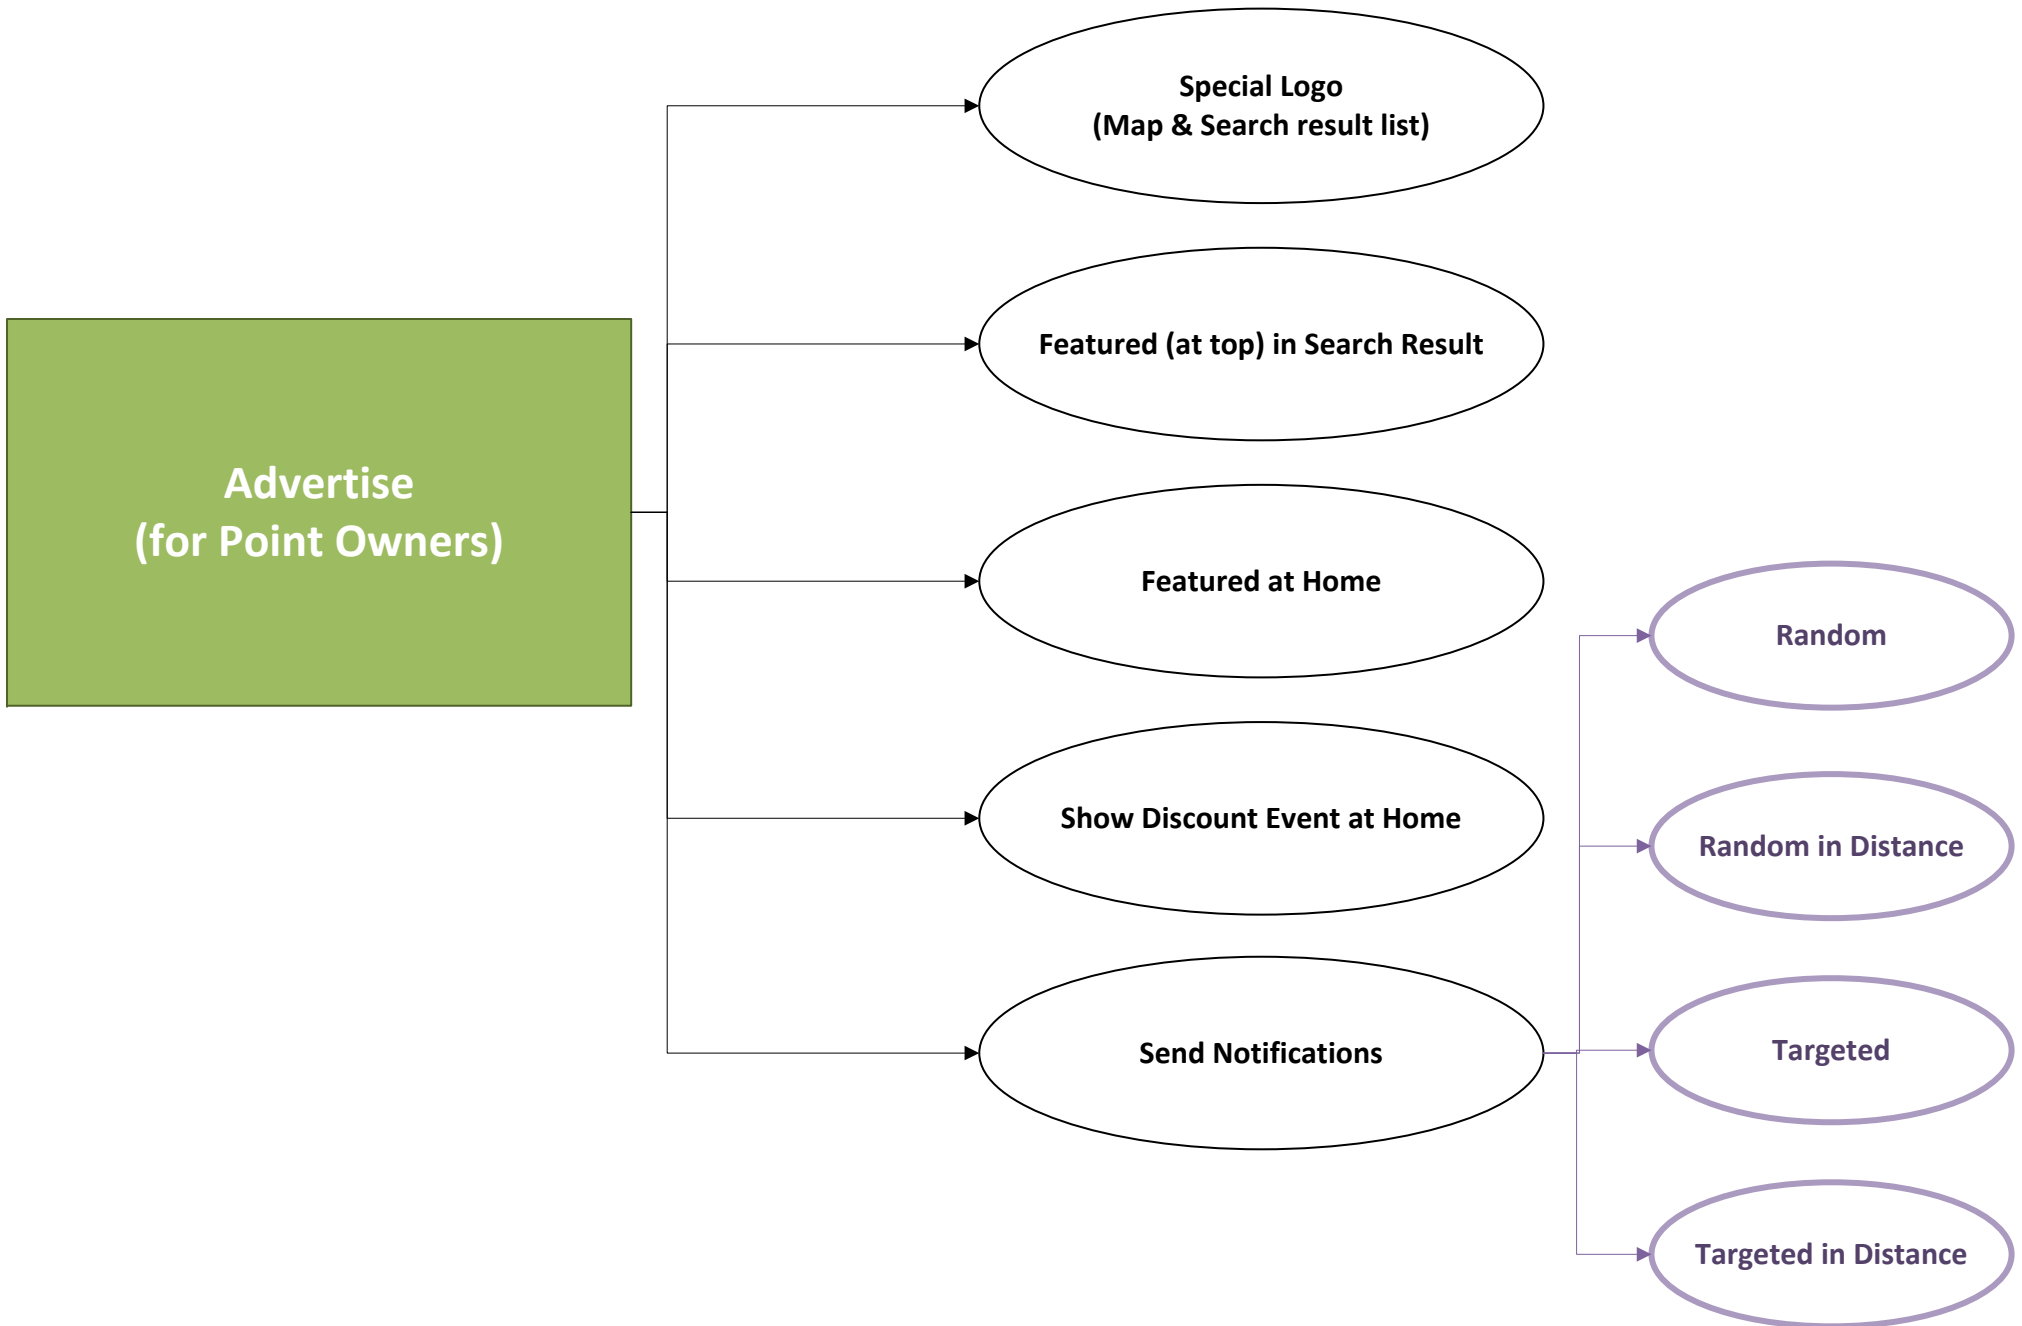 Special Logo
(Map & Search result list)
Featured (at top) in Search Result
Advertise
(for Point Owners)
Featured at Home
Random
Show Discount Event at Home
Random in Distance
Send Notifications
Targeted
Targeted in Distance